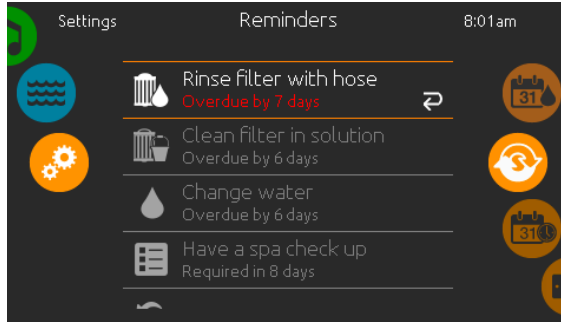 Settings
Reminders
8:01am
Rinse filter with hose
Overdue by 7 days
31
Clean filter in solution
Overdue by 6 days
Change water
Overdue by 6 days
31
Have a spa check up
Required in 8 days